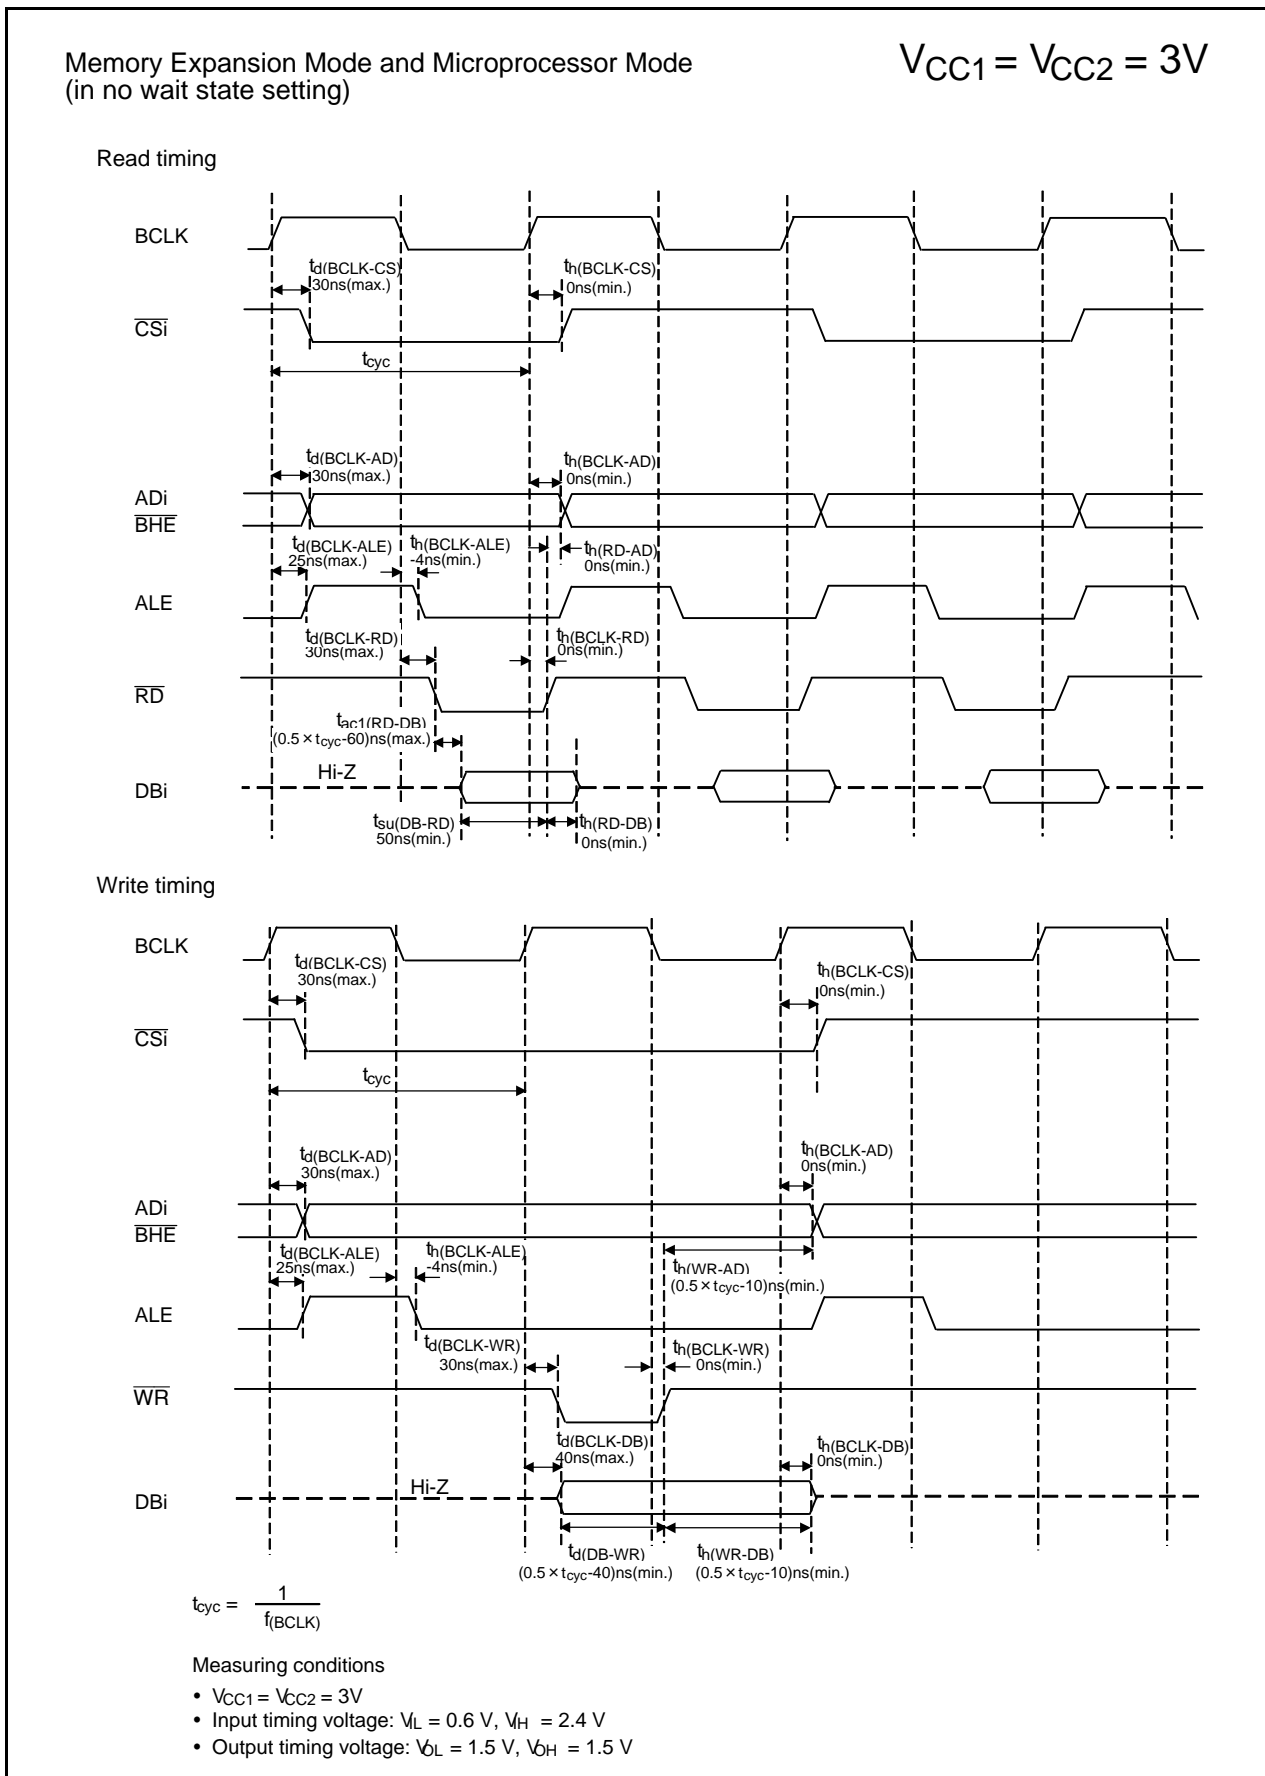 Memory Expansion Mode and Microprocessor Mode
(in no wait state setting)
VCC1 = VCC2 = 3V
Read timing
BCLK
td(BCLK-CS)
30ns(max.)
th(BCLK-CS)
0ns(min.)
CSi
tcyc
td(BCLK-AD)
30ns(max.)
th(BCLK-AD)
0ns(min.)
ADi
BHE
td(BCLK-ALE)
25ns(max.)
th(BCLK-ALE)
-4ns(min.)
th(RD-AD)
0ns(min.)
ALE
td(BCLK-RD)
30ns(max.)
th(BCLK-RD)
0ns(min.)
RD
tac1(RD-DB)
(0.5 × tcyc-60)ns(max.)
Hi-Z
DBi
tsu(DB-RD)
50ns(min.)
th(RD-DB)
0ns(min.)
Write timing
BCLK
td(BCLK-CS)
30ns(max.)
th(BCLK-CS)
0ns(min.)
CSi
tcyc
td(BCLK-AD)
30ns(max.)
th(BCLK-AD)
0ns(min.)
ADi
BHE
td(BCLK-ALE)
25ns(max.)
th(BCLK-ALE)
-4ns(min.)
th(WR-AD)
(0.5 × tcyc-10)ns(min.)
ALE
td(BCLK-WR)
30ns(max.)
th(BCLK-WR)
0ns(min.)
WR
td(BCLK-DB)
40ns(max.)
th(BCLK-DB)
0ns(min.)
Hi-Z
DBi
td(DB-WR)
(0.5 × tcyc-40)ns(min.)
th(WR-DB)
(0.5 × tcyc-10)ns(min.)
tcyc = 1
f(BCLK)
Measuring conditions
• VCC1 = VCC2 = 3V
• Input timing voltage: VIL = 0.6 V, VIH = 2.4 V
• Output timing voltage: VOL = 1.5 V, VOH = 1.5 V